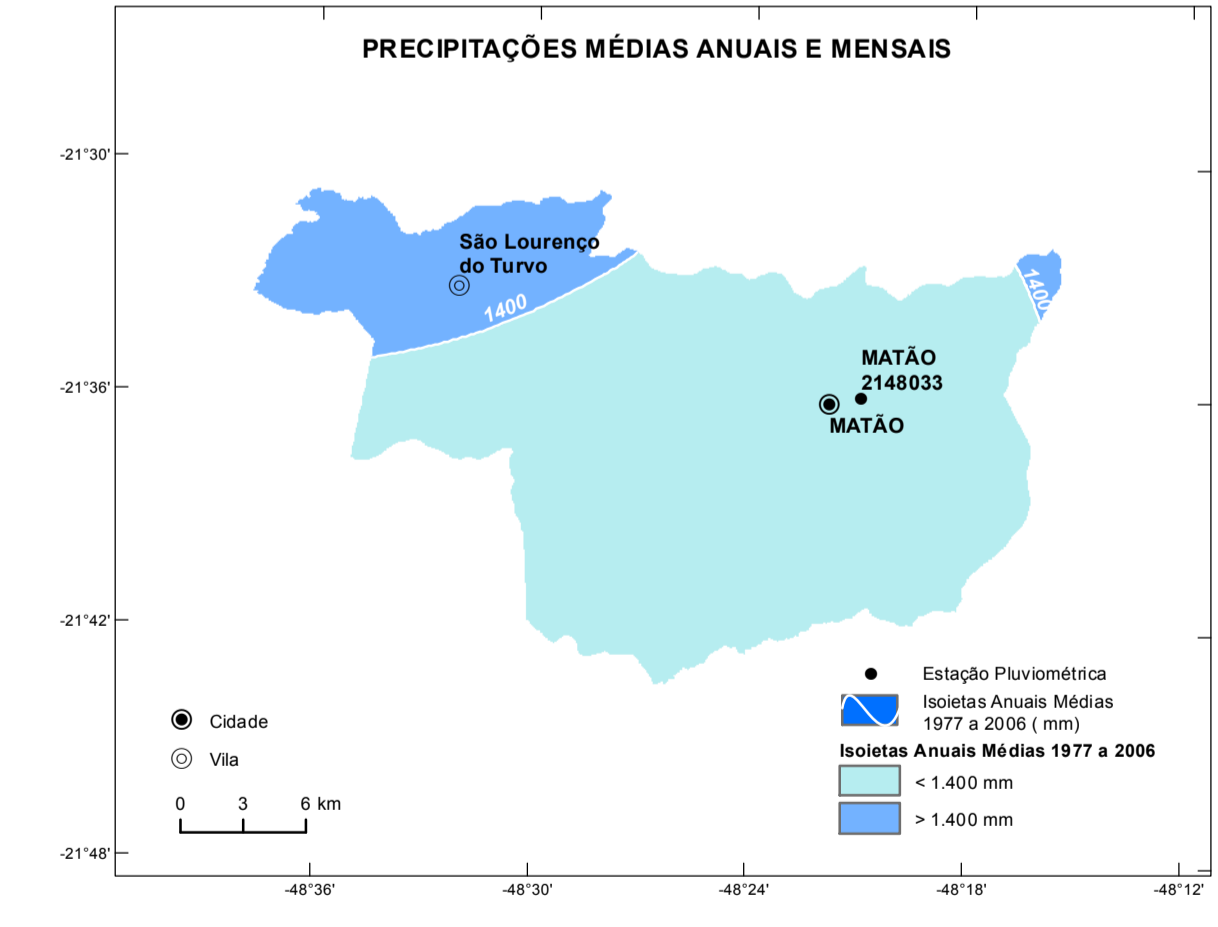 PRECIPITAÇÕES MÉDIAS ANUAIS E MENSAIS
-21°30'
São Lourenço
do Turvo
1400
1400
MATÃO
2148033
-21°36'
MATÃO
-21°42'
Estação Pluviométrica
Isoietas Anuais Médias
1977 a 2006 ( mm)
Isoietas Anuais Médias 1977 a 2006
< 1.400 mm
> 1.400 mm
Cidade
Vila
0 3 6 km
-21°48'
-48°36' -48°30' -48°24' -48°18' -48°12'